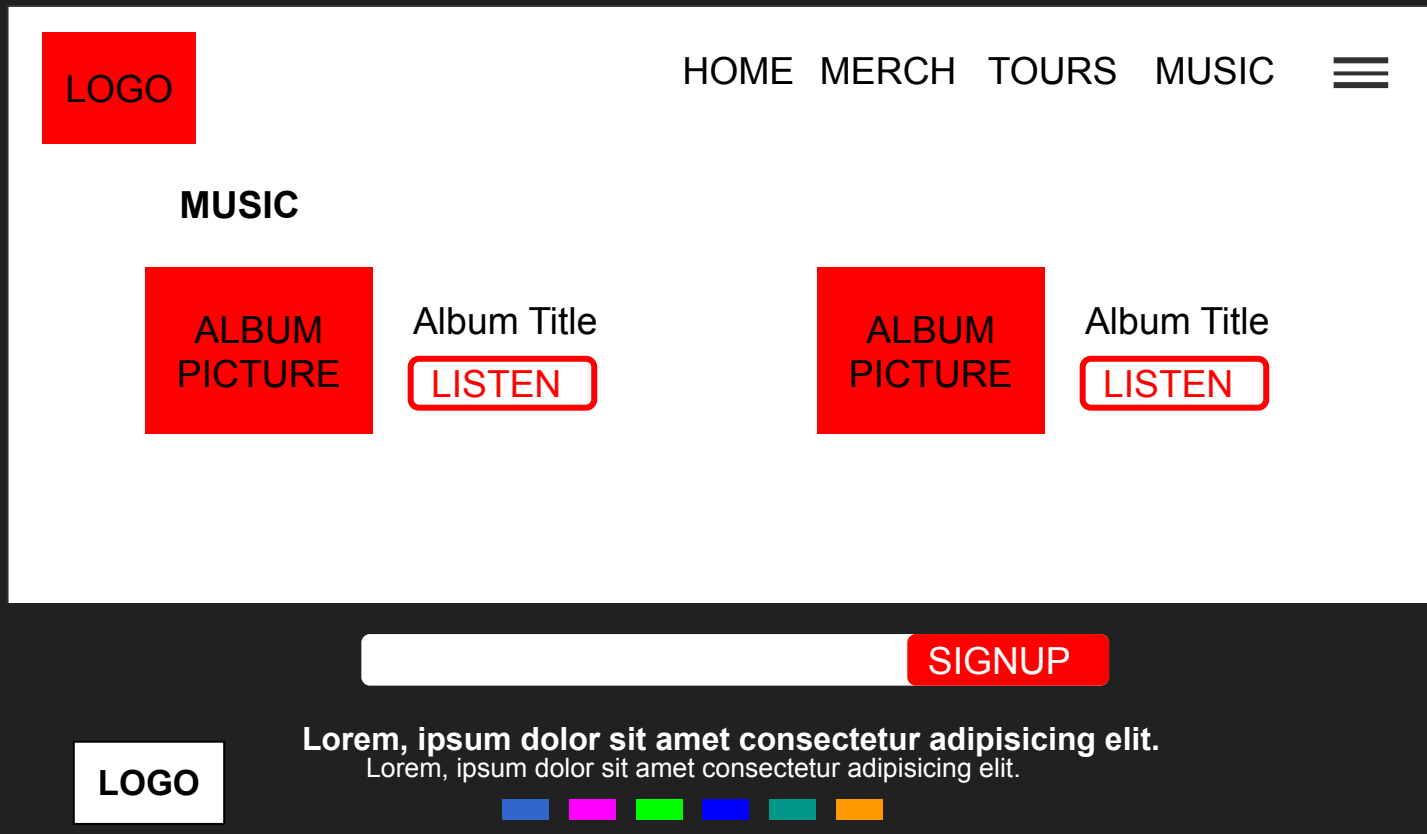 LOGO
HOME MERCH TOURS MUSIC
MUSIC
ALBUM
PICTURE
Album Title
LISTEN
ALBUM
PICTURE
Album Title
LISTEN
SIGNUP
Lorem, ipsum dolor sit amet consectetur adipisicing elit.
Lorem, ipsum dolor sit amet consectetur adipisicing elit.
LOGO